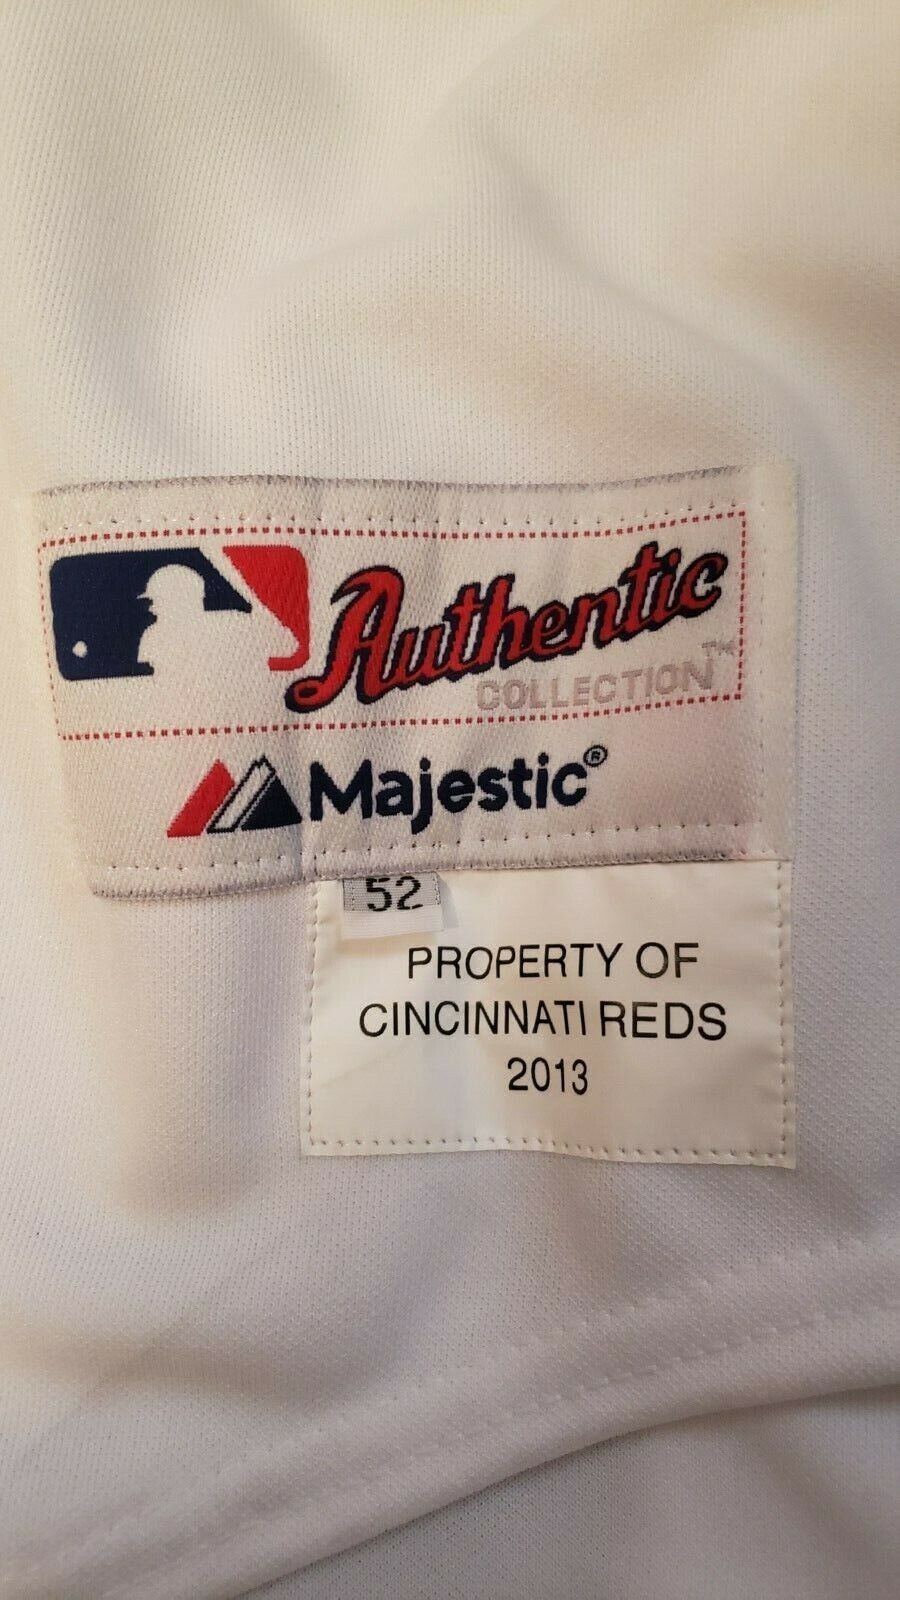 Authentic
COLLECTION™
Majestic®
52
PROPERTY OF
CINCINNATI REDS
2013